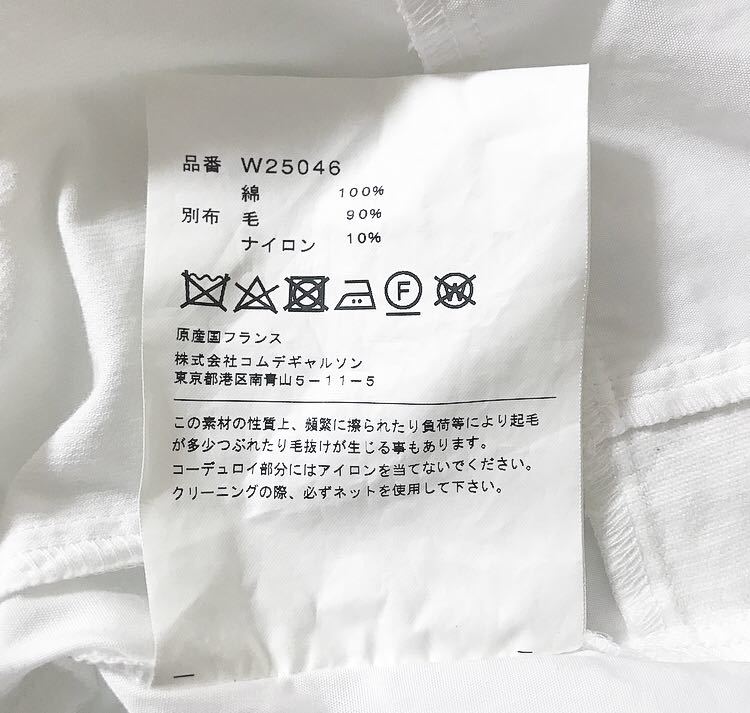 品番 W25046
綿 100%
別布 毛 90%
ナイロン 10%
F W
原産国フランス
株式会社コムデギャルソン
東京都港区南青山5-11-5
この素材の性質上、頻繁に擦られたり負荷等により起毛
が多少つぶれたり毛抜けが生じる事もあります。
コーデュロイ部分にはアイロンを当てないでください。
クリーニングの際、必ずネットを使用して下さい。